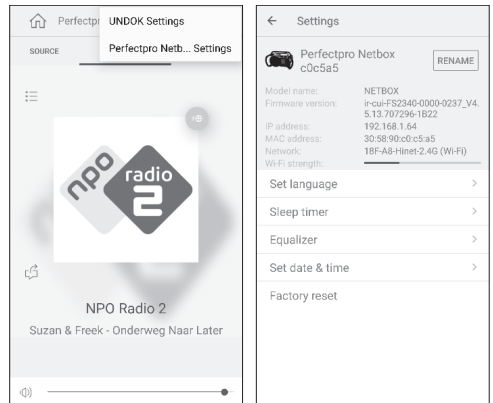 Perfectp
UNDOK Settings
Perfectpro Netb... Settings
SOURCE
npo
radio
2
NPO Radio 2
Suzan & Freek - Onderweg Naar Later
Settings
Perfectpro Netbox
c0c5a5
RENAME
Model name: NETBOX
Firmware version: ir-cui-FS2340-0000-0237_V4.
5.13.707296-1B22
IP address: 192.168.1.64
MAC address: 30:58:90:c0:c5:a5
Network: 18F-A8-Hinet-2.4G (Wi-Fi)
Wi-Fi strength:
Set language
Sleep timer
Equalizer
Set date & time
Factory reset